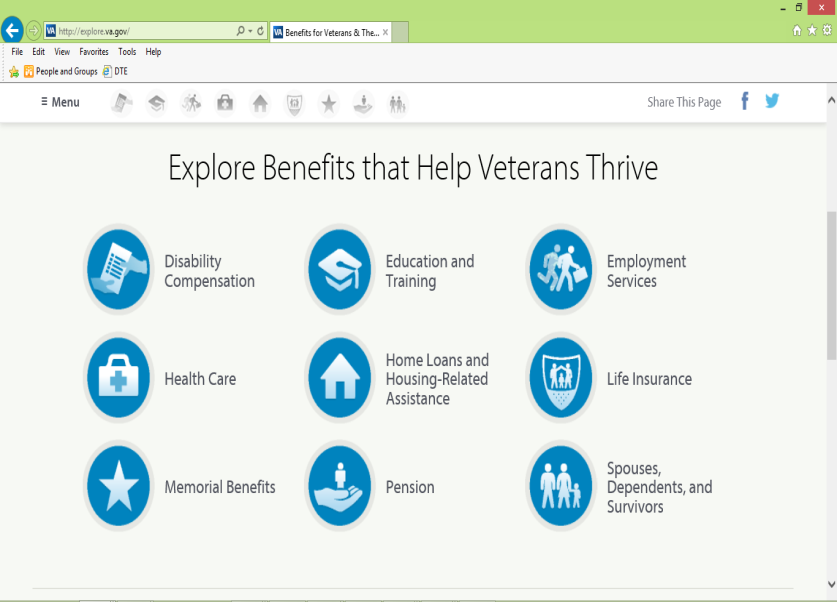 http://explore.va.gov/
Benefits for Veterans & The...
File Edit View Favorites Tools Help
People and Groups DTE
Menu
Share This Page
Explore Benefits that Help Veterans Thrive
Disability
Compensation
Education and
Training
Employment
Services
Health Care
Home Loans and
Housing-Related
Assistance
Life Insurance
Memorial Benefits
Pension
Spouses,
Dependents, and
Survivors